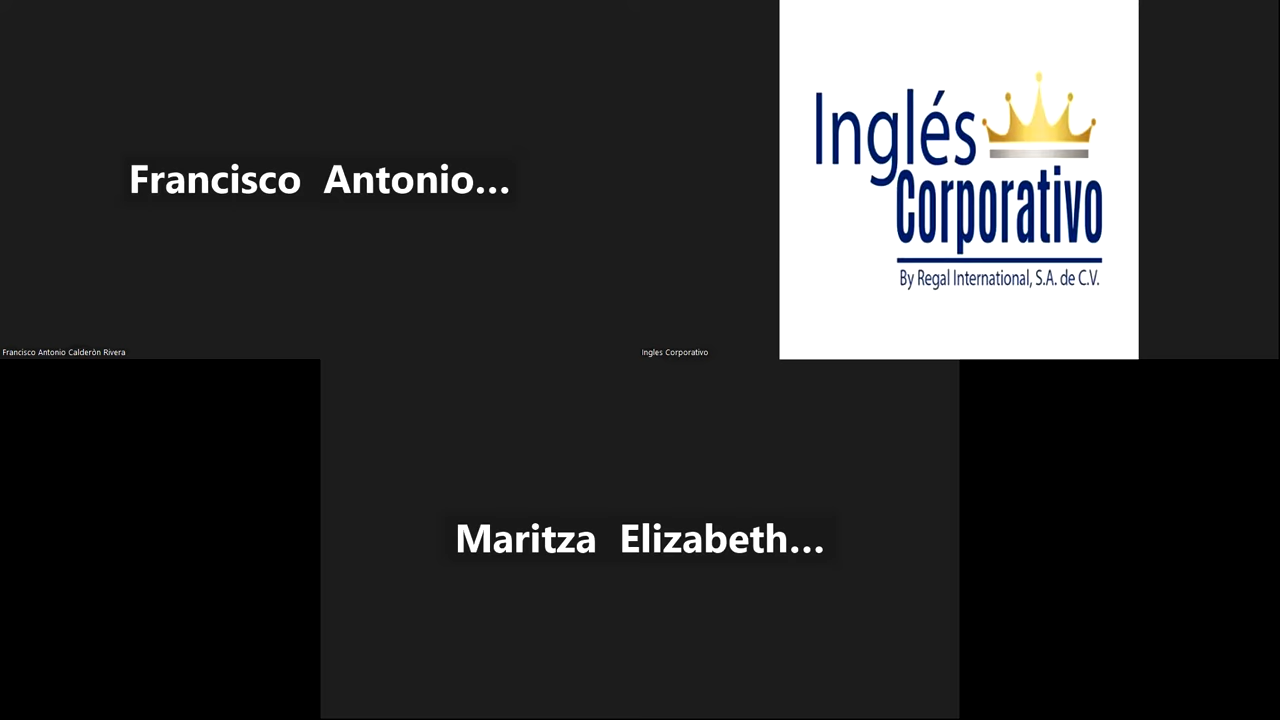 Francisco Antonio...
Inglés
Corporativo
By Regal International, S.A. de C.V.
Francisco Antonio Calderón Rivera
Ingles Corporativo
Maritza Elizabeth...